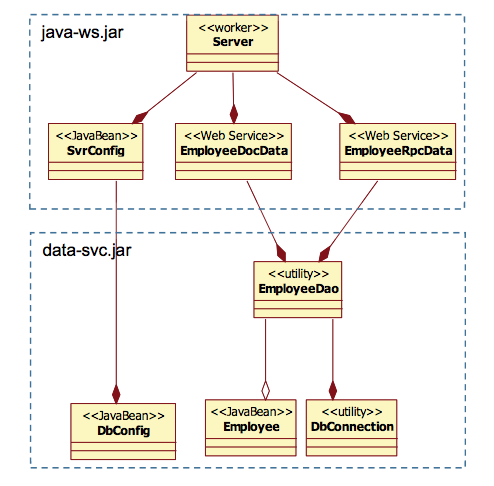 java-ws.jar
<<worker>>
Server
<<JavaBean>>
SvrConfig
<<Web Service>>
EmployeeDocData
<<Web Service>>
EmployeeRpcData
data-svc.jar
<<utility>>
EmployeeDao
<<JavaBean>>
DbConfig
<<JavaBean>>
Employee
<<utility>>
DbConnection